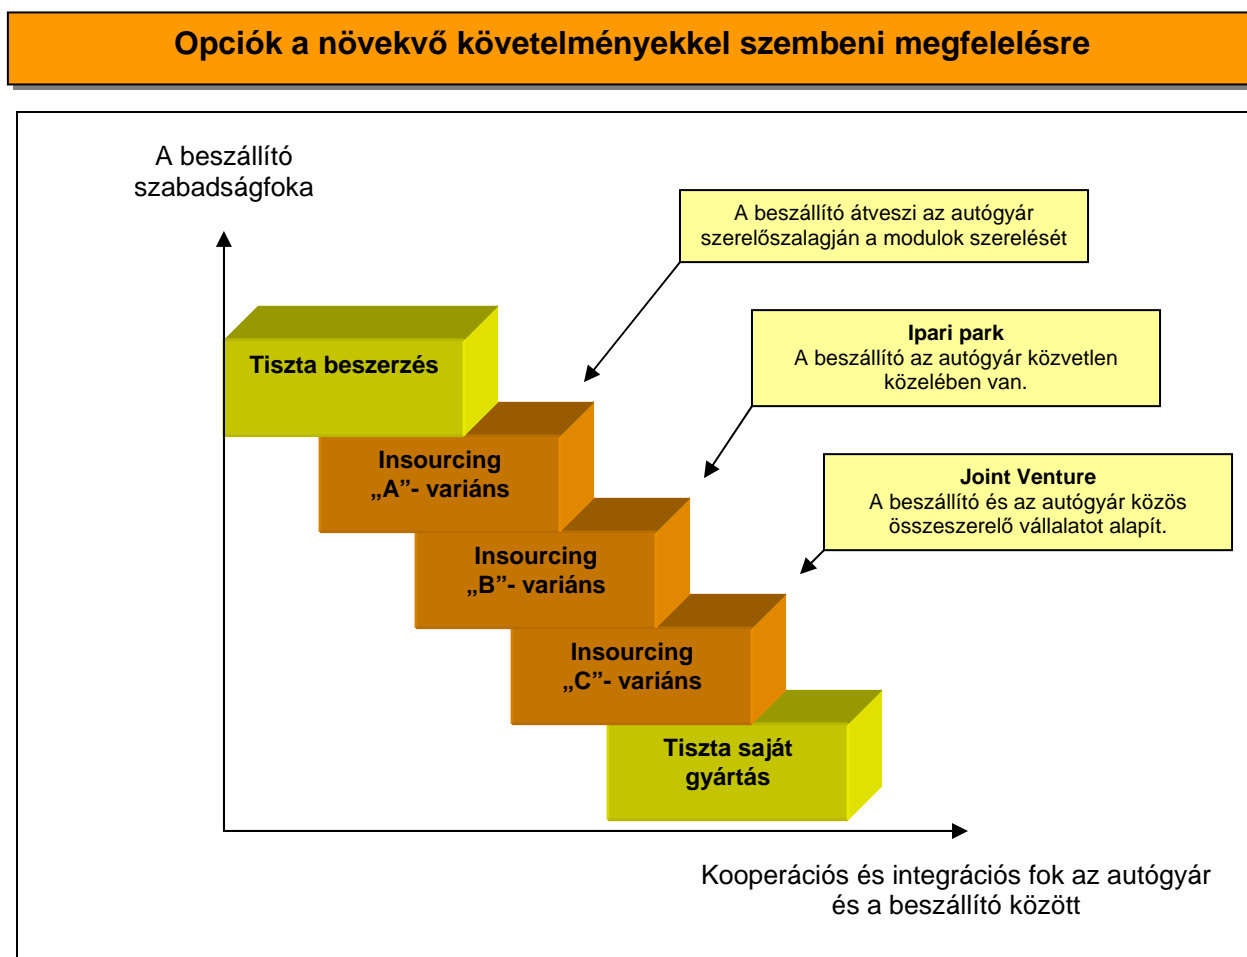 Opciók a növekvő követelményekkel szembeni megfelelésre
A beszállító
szabadságfoka
A beszállító átveszi az autógyár
szerelőszalagján a modulok szerelését
Ipari park
A beszállító az autógyár közvetlen
közelében van.
Tiszta beszerzés
Insourcing
„A”- variáns
Joint Venture
A beszállító és az autógyár közös
összeszerelő vállalatot alapít.
Insourcing
„B”- variáns
Insourcing
„C”- variáns
Tiszta saját
gyártás
Kooperációs és integrációs fok az autógyár
és a beszállító között